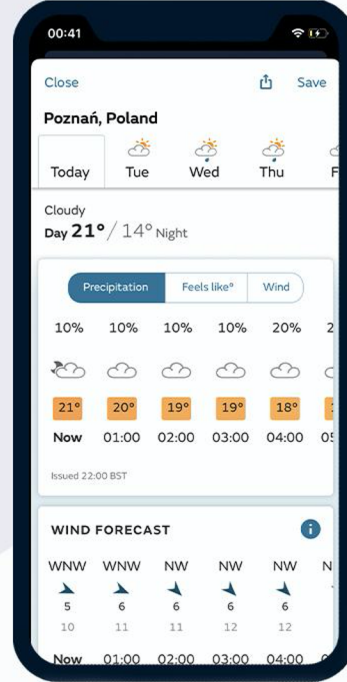 00:41
Close Save
Poznań, Poland
Today Tue Wed Thu F
Cloudy
Day 21°/ 14° Night
Precipitation Feels like° Wind
10% 10% 10% 10% 20% 2
21° 20° 19° 19° 18°
Now 01:00 02:00 03:00 04:00 05
Issued 22:00 BST
WIND FORECAST i
WNW WNW NW NW NW N
5 6 6 6 6
10 11 11 12 12
Now 01:00 02:00 03:00 04:00